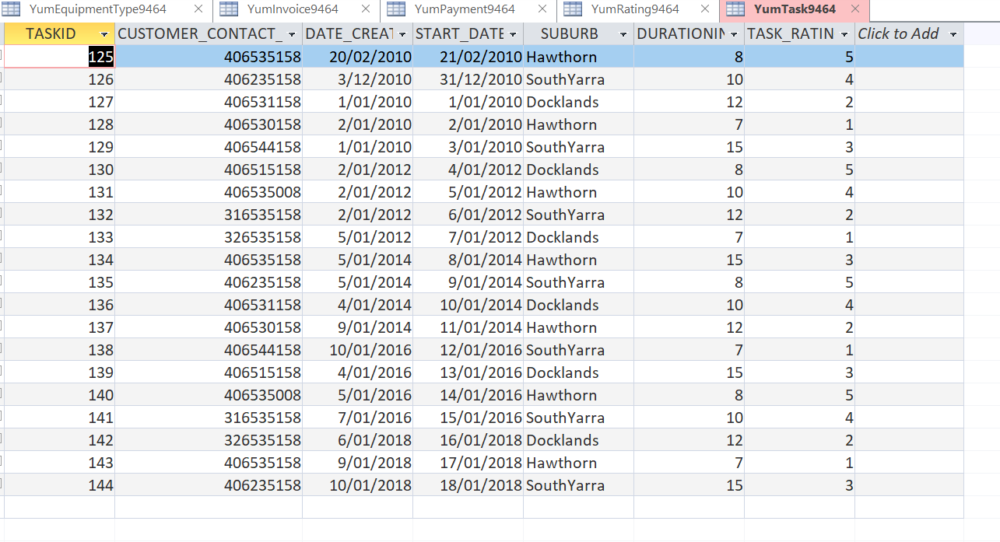 YumEquipmentType9464 YumInvoice9464 YumPayment9464 YumRating9464 YumTask9464
TASKID CUSTOMER_CONTACT_ DATE_CREAT START_DATE SUBURB DURATIONIN TASK_RATIN Click to Add
125 406535158 20/02/2010 21/02/2010 Hawthorn 8 5
126 406235158 3/12/2010 31/12/2010 SouthYarra 10 4
127 406531158 1/01/2010 1/01/2010 Docklands 12 2
128 406530158 2/01/2010 2/01/2010 Hawthorn 7 1
129 406544158 1/01/2010 3/01/2010 SouthYarra 15 3
130 406515158 2/01/2012 4/01/2012 Docklands 8 5
131 406535008 2/01/2012 5/01/2012 Hawthorn 10 4
132 316535158 2/01/2012 6/01/2012 SouthYarra 12 2
133 326535158 5/01/2012 7/01/2012 Docklands 7 1
134 406535158 5/01/2014 8/01/2014 Hawthorn 15 3
135 406235158 5/01/2014 9/01/2014 SouthYarra 8 5
136 406531158 4/01/2014 10/01/2014 Docklands 10 4
137 406530158 9/01/2014 11/01/2014 Hawthorn 12 2
138 406544158 10/01/2016 12/01/2016 SouthYarra 7 1
139 406515158 4/01/2016 13/01/2016 Docklands 15 3
140 406535008 5/01/2016 14/01/2016 Hawthorn 8 5
141 316535158 7/01/2016 15/01/2016 SouthYarra 10 4
142 326535158 6/01/2018 16/01/2018 Docklands 12 2
143 406535158 9/01/2018 17/01/2018 Hawthorn 7 1
144 406235158 10/01/2018 18/01/2018 SouthYarra 15 3